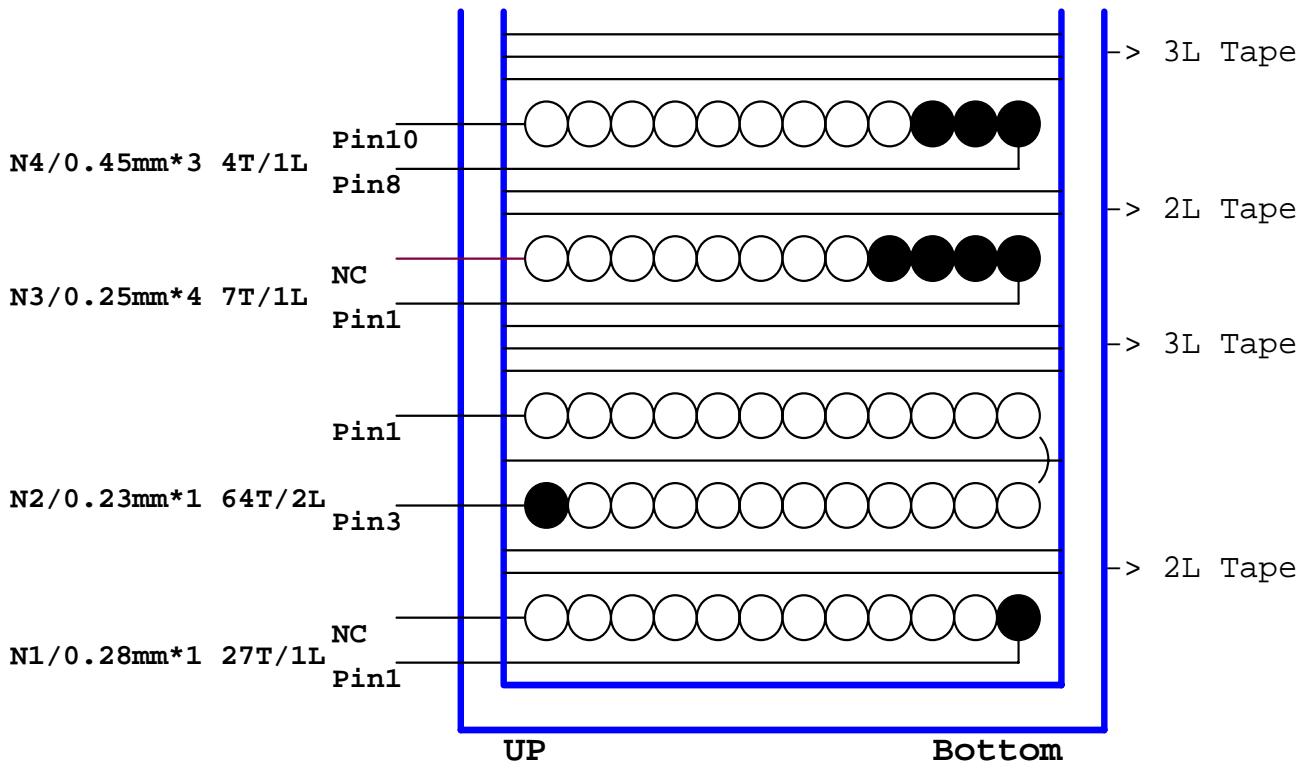 -> 3L Tape
Pin10
N4/0.45mm*3 4T/1L
Pin8
-> 2L Tape
NC
N3/0.25mm*4 7T/1L
Pin1
-> 3L Tape
Pin1
N2/0.23mm*1 64T/2L
Pin3
-> 2L Tape
NC
N1/0.28mm*1 27T/1L
Pin1
UP Bottom